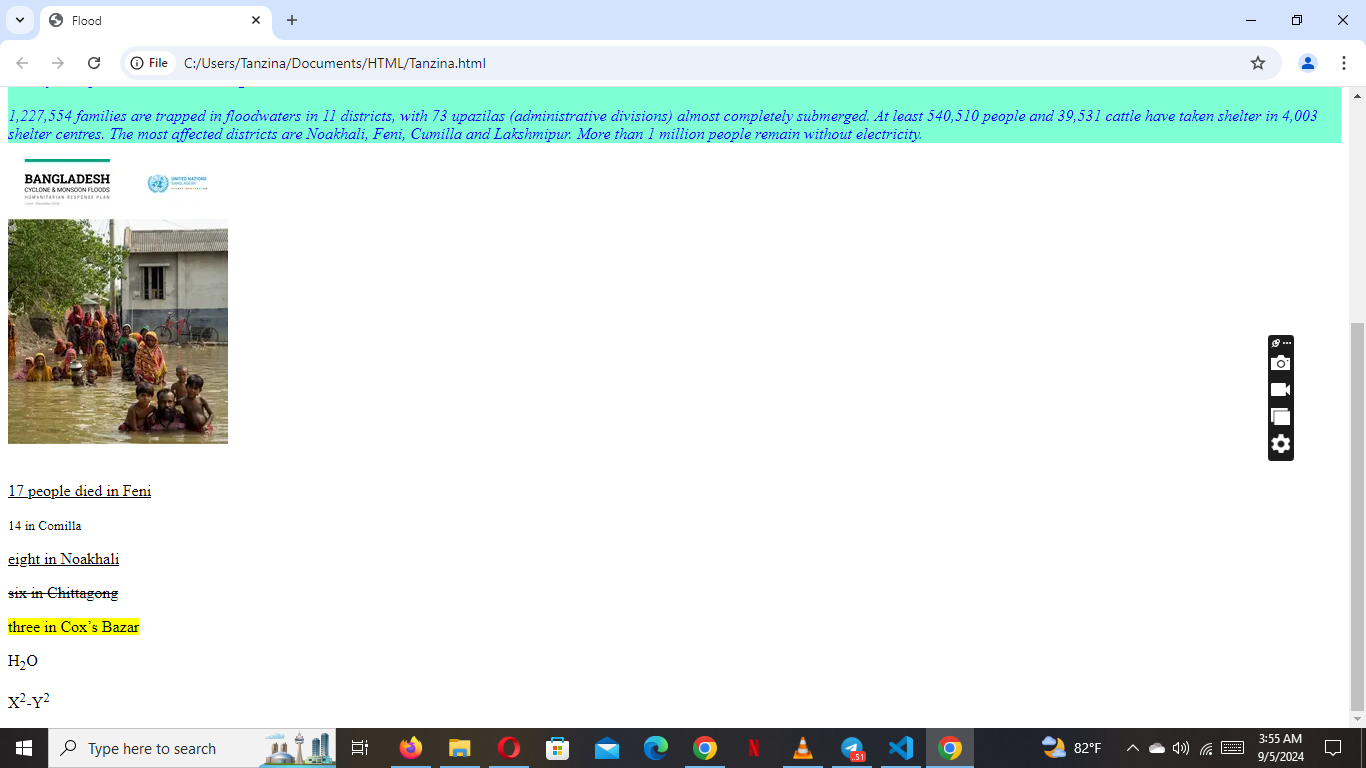 Flood
File
C:/Users/Tanzina/Documents/HTML/Tanzina.html
1,227,554 families are trapped in floodwaters in 11 districts, with 73 upazilas (administrative divisions) almost completely submerged. At least 540,510 people and 39,531 cattle have taken shelter in 4,003
shelter centres. The most affected districts are Noakhali, Feni, Cumilla and Lakshmipur. More than 1 million people remain without electricity.
BANGLADESH
CYCLONE & MONSOON FLOODS
HUMANITARIAN RESPONSE PLAN
UNITED NATIONS
BANGLADESH
17 people died in Feni
14 in Comilla
eight in Noakhali
six in Chittagong
three in Cox’s Bazar
H₂O
X²-Y²
Type here to search
51
82°F
3:55 AM
9/5/2024